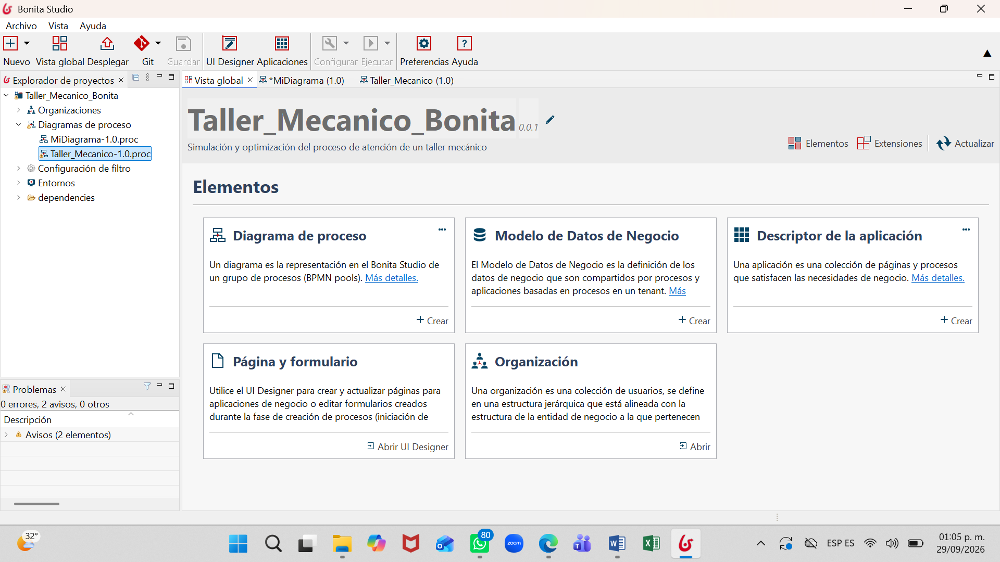 Bonita Studio
Archivo Vista Ayuda
Nuevo Vista global Desplegar Git Guardar UI Designer Aplicaciones Configurar Ejecutar Preferencias Ayuda
Explorador de proyectos
Taller_Mecanico_Bonita
Organizaciones
Diagramas de proceso
MiDiagrama-1.0.proc
Taller_Mecanico-1.0.proc
Configuración de filtro
Entornos
dependencies
Problemas
0 errores, 2 avisos, 0 otros
Descripción
Avisos (2 elementos)
Vista global *MiDiagrama (1.0) Taller_Mecanico (1.0)
Taller_Mecanico_Bonita 0.0.1
Simulación y optimización del proceso de atención de un taller mecánico
Elementos Extensiones Actualizar
Elementos
Diagrama de proceso
Un diagrama es la representación en el Bonita Studio de
un grupo de procesos (BPMN pools). Más detalles.
Crear
Modelo de Datos de Negocio
El Modelo de Datos de Negocio es la definición de los
datos de negocio que son compartidos por procesos y
aplicaciones basadas en procesos en un tenant. Más
Crear
Descriptor de la aplicación
Una aplicación es una colección de páginas y procesos
que satisfacen las necesidades de negocio. Más detalles.
Crear
Página y formulario
Utilice el UI Designer para crear y actualizar páginas para
aplicaciones de negocio o editar formularios creados
durante la fase de creación de procesos (iniciación de
Abrir UI Designer
Organización
Una organización es una colección de usuarios, se define
en una estructura jerárquica que está alineada con la
estructura de la entidad de negocio a la que pertenecen
Abrir
32°
80
zoom
ESP ES
01:05 p. m.
29/09/2026